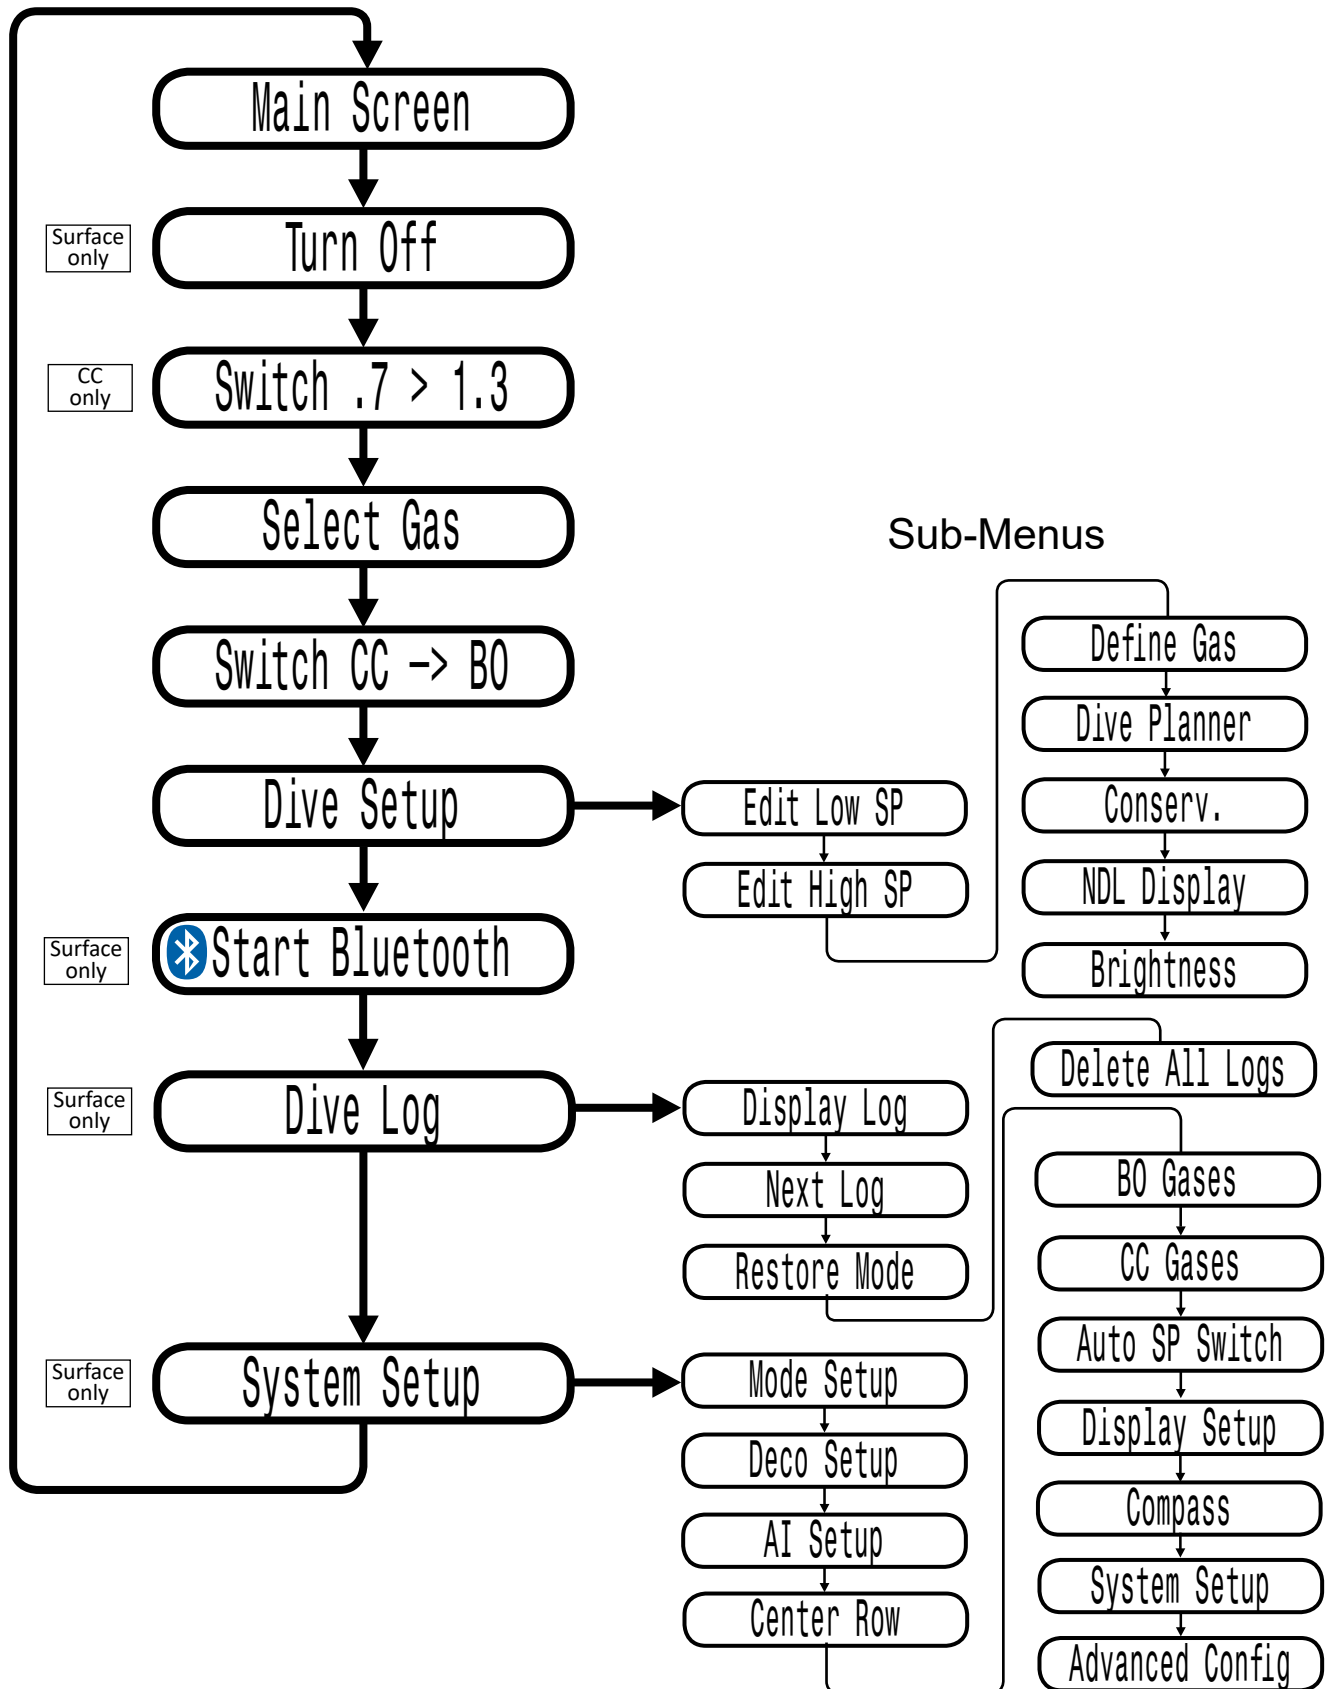 Main Screen
Surface
only
Turn Off
CC
only
Switch .7 > 1.3
Select Gas
Switch CC -> BO
Dive Setup
Surface
only
Start Bluetooth
Surface
only
Dive Log
Surface
only
System Setup
Sub-Menus
Edit Low SP
Edit High SP
Define Gas
Dive Planner
Conserv.
NDL Display
Brightness
Display Log
Next Log
Restore Mode
Delete All Logs
Mode Setup
Deco Setup
AI Setup
Center Row
BO Gases
CC Gases
Auto SP Switch
Display Setup
Compass
System Setup
Advanced Config